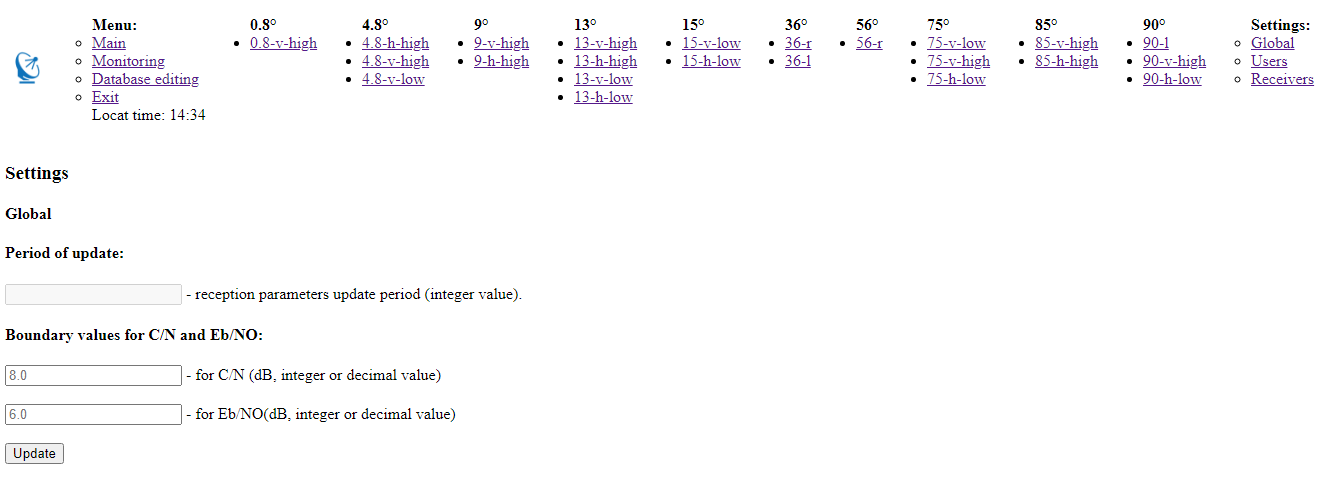 Menu:
Main
Monitoring
Database editing
Exit
Locat time: 14:34
0.8°
0.8-v-high
4.8°
4.8-h-high
4.8-v-high
4.8-v-low
9°
9-v-high
9-h-high
13°
13-v-high
13-h-high
13-v-low
13-h-low
15°
15-v-low
15-h-low
36°
36-r
36-l
56°
56-r
75°
75-v-low
75-v-high
75-h-low
85°
85-v-high
85-h-high
90°
90-l
90-v-high
90-h-low
Settings:
Global
Users
Receivers
Settings
Global
Period of update:
- reception parameters update period (integer value).
Boundary values for C/N and Eb/NO:
8.0 - for C/N (dB, integer or decimal value)
6.0 - for Eb/NO(dB, integer or decimal value)
Update